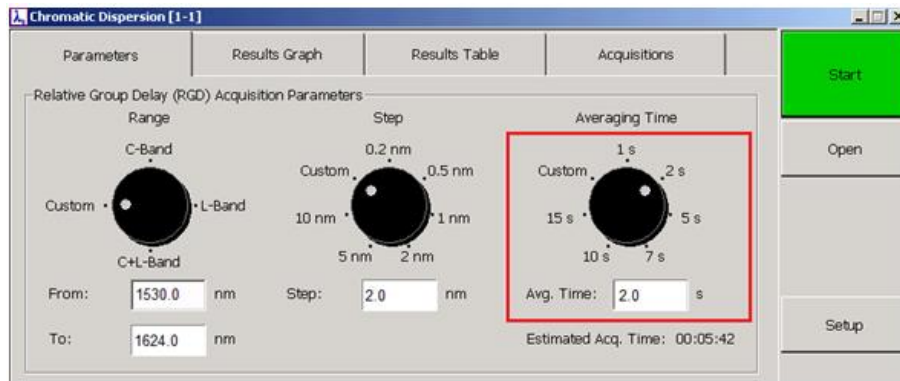 Chromatic Dispersion [1-1]
Parameters
Results Graph
Results Table
Acquisitions
Start
Open
Setup
Relative Group Delay (RGD) Acquisition Parameters
Range
C-Band
Custom
L-Band
C+L-Band
From: 1530.0 nm
To: 1624.0 nm
Step
0.2 nm
Custom
0.5 nm
10 nm
1 nm
5 nm
2 nm
Step: 2.0 nm
Averaging Time
1 s
Custom
2 s
15 s
5 s
10 s
7 s
Avg. Time: 2.0 s
Estimated Acq. Time: 00:05:42